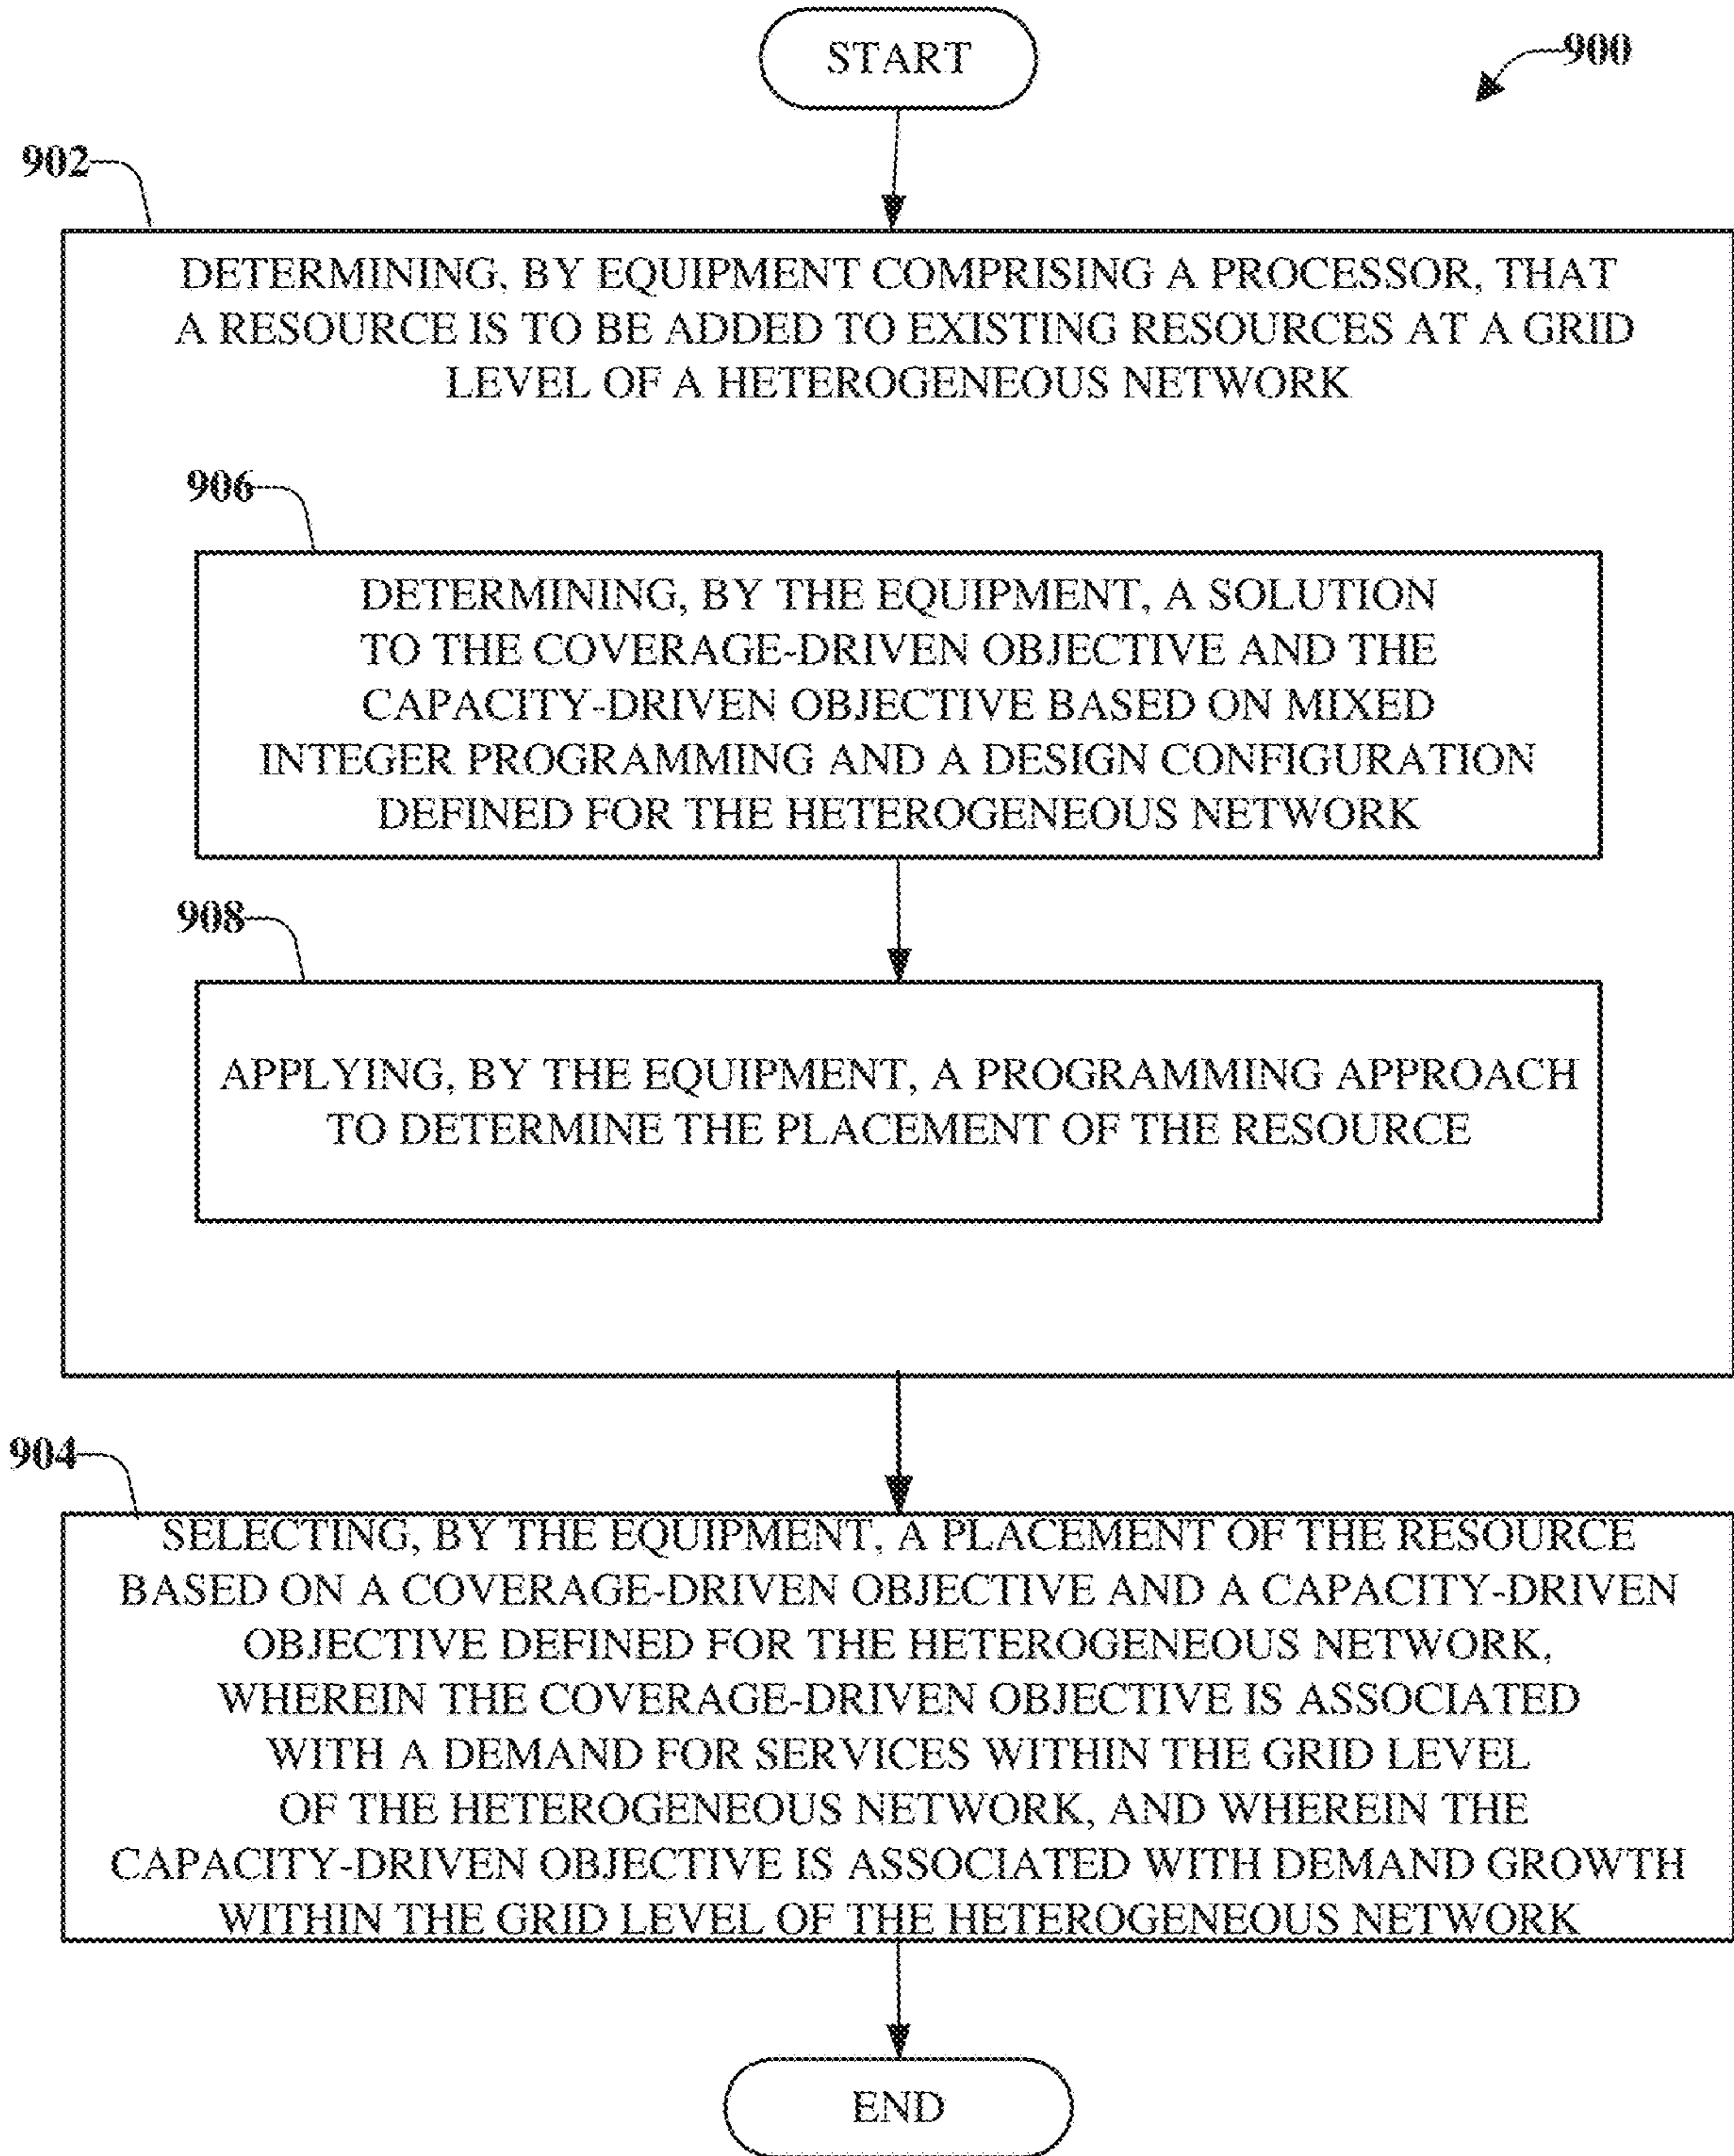 START
900
902
DETERMINING, BY EQUIPMENT COMPRISING A PROCESSOR, THAT
A RESOURCE IS TO BE ADDED TO EXISTING RESOURCES AT A GRID
LEVEL OF A HETEROGENEOUS NETWORK
906
DETERMINING, BY THE EQUIPMENT, A SOLUTION
TO THE COVERAGE-DRIVEN OBJECTIVE AND THE
CAPACITY-DRIVEN OBJECTIVE BASED ON MIXED
INTEGER PROGRAMMING AND A DESIGN CONFIGURATION
DEFINED FOR THE HETEROGENEOUS NETWORK
908
APPLYING, BY THE EQUIPMENT, A PROGRAMMING APPROACH
TO DETERMINE THE PLACEMENT OF THE RESOURCE
904
SELECTING, BY THE EQUIPMENT, A PLACEMENT OF THE RESOURCE
BASED ON A COVERAGE-DRIVEN OBJECTIVE AND A CAPACITY-DRIVEN
OBJECTIVE DEFINED FOR THE HETEROGENEOUS NETWORK,
WHEREIN THE COVERAGE-DRIVEN OBJECTIVE IS ASSOCIATED
WITH A DEMAND FOR SERVICES WITHIN THE GRID LEVEL
OF THE HETEROGENEOUS NETWORK, AND WHEREIN THE
CAPACITY-DRIVEN OBJECTIVE IS ASSOCIATED WITH DEMAND GROWTH
WITHIN THE GRID LEVEL OF THE HETEROGENEOUS NETWORK
END